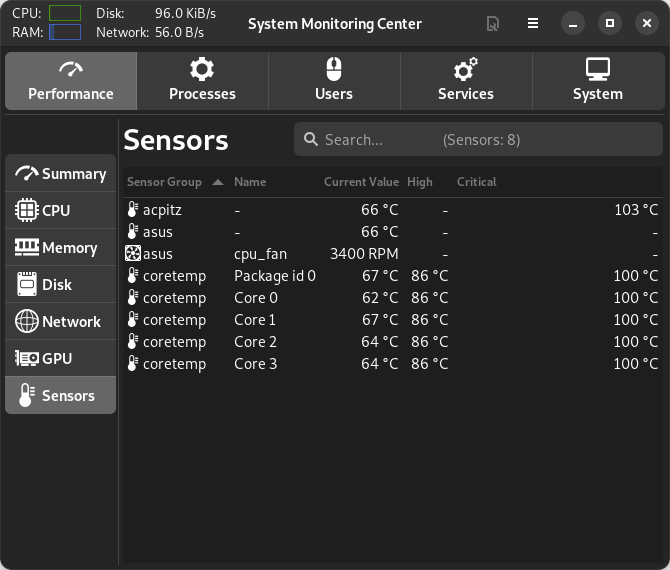 CPU: Disk: 96.0 KiB/s
RAM: Network: 56.0 B/s
System Monitoring Center
Performance Processes Users Services System
Summary
CPU
Memory
Disk
Network
GPU
Sensors
Sensors
Search... (Sensors: 8)
Sensor Group Name Current Value High Critical
acpitz - 66 °C - 103 °C
asus - 66 °C - -
asus cpu_fan 3400 RPM - -
coretemp Package id 0 67 °C 86 °C 100 °C
coretemp Core 0 62 °C 86 °C 100 °C
coretemp Core 1 67 °C 86 °C 100 °C
coretemp Core 2 64 °C 86 °C 100 °C
coretemp Core 3 64 °C 86 °C 100 °C